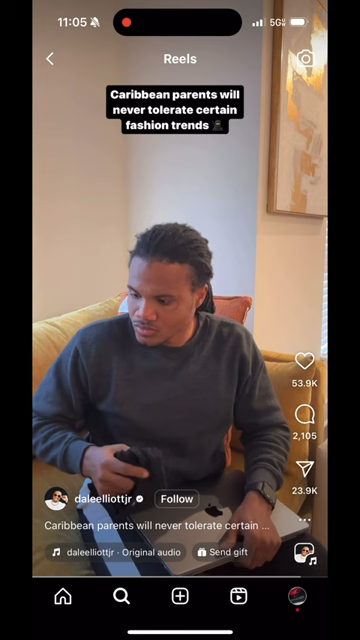 11:05
5G
Reels
Caribbean parents will
never tolerate certain
fashion trends
53.9K
2,105
23.9K
daleelliottjr
Follow
Caribbean parents will never tolerate certain ...
daleelliottjr · Original audio
Send gift